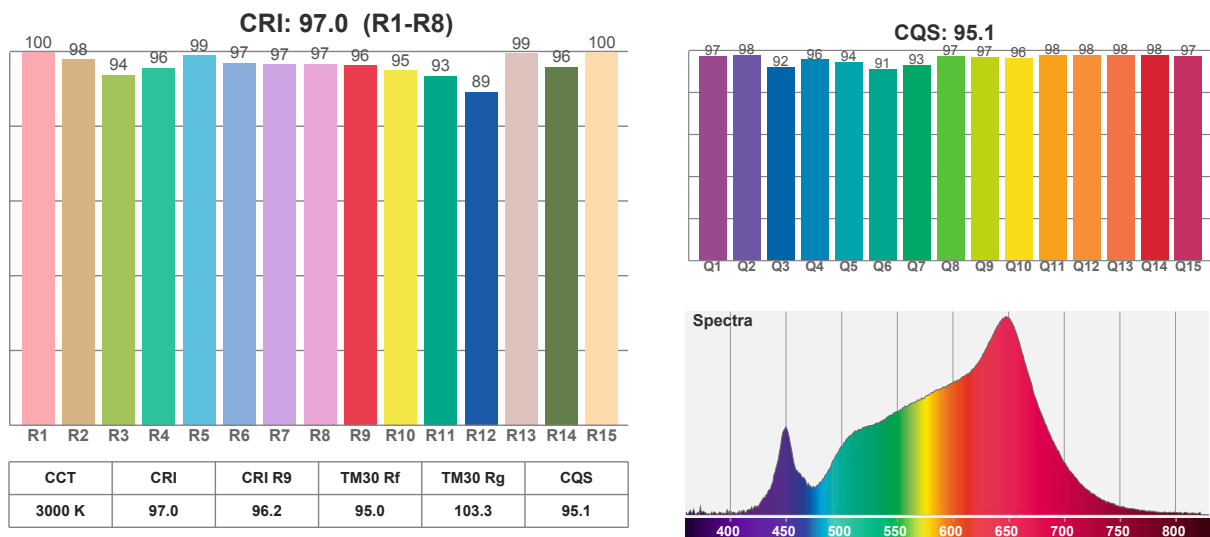 CRI: 97.0 (R1-R8)
100 98 94 96 99 97 97 97 96 95 93 89 99 96 100
R1 R2 R3 R4 R5 R6 R7 R8 R9 R10 R11 R12 R13 R14 R15
CCT CRI CRI R9 TM30 Rf TM30 Rg CQS
3000 K 97.0 96.2 95.0 103.3 95.1
CQS: 95.1
97 98 92 96 94 91 93 97 97 96 98 98 98 98 97
Q1 Q2 Q3 Q4 Q5 Q6 Q7 Q8 Q9 Q10 Q11 Q12 Q13 Q14 Q15
Spectra
400 450 500 550 600 650 700 750 800